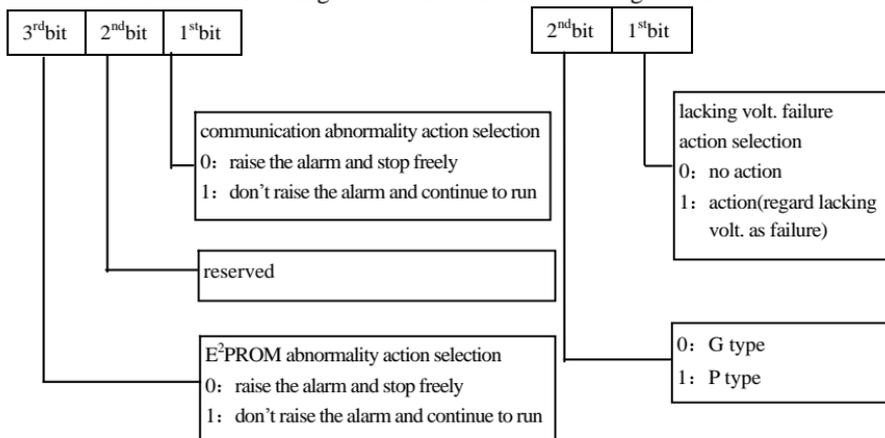 3rdbit 2ndbit 1stbit
communication abnormality action selection
0：raise the alarm and stop freely
1：don't raise the alarm and continue to run
reserved
E2PROM abnormality action selection
0：raise the alarm and stop freely
1：don't raise the alarm and continue to run
2ndbit 1stbit
lacking volt. failure
action selection
0：no action
1：action(regard lacking
volt. as failure)
0：G type
1：P type